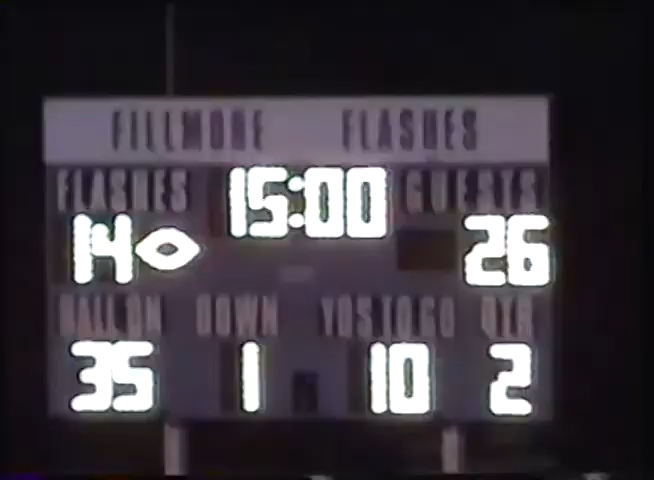 FILLMORE FLASHES
FLASHES 15:00 GUESTS
14 26
BALL ON DOWN YDS TO GO QTR
35 1 10 2